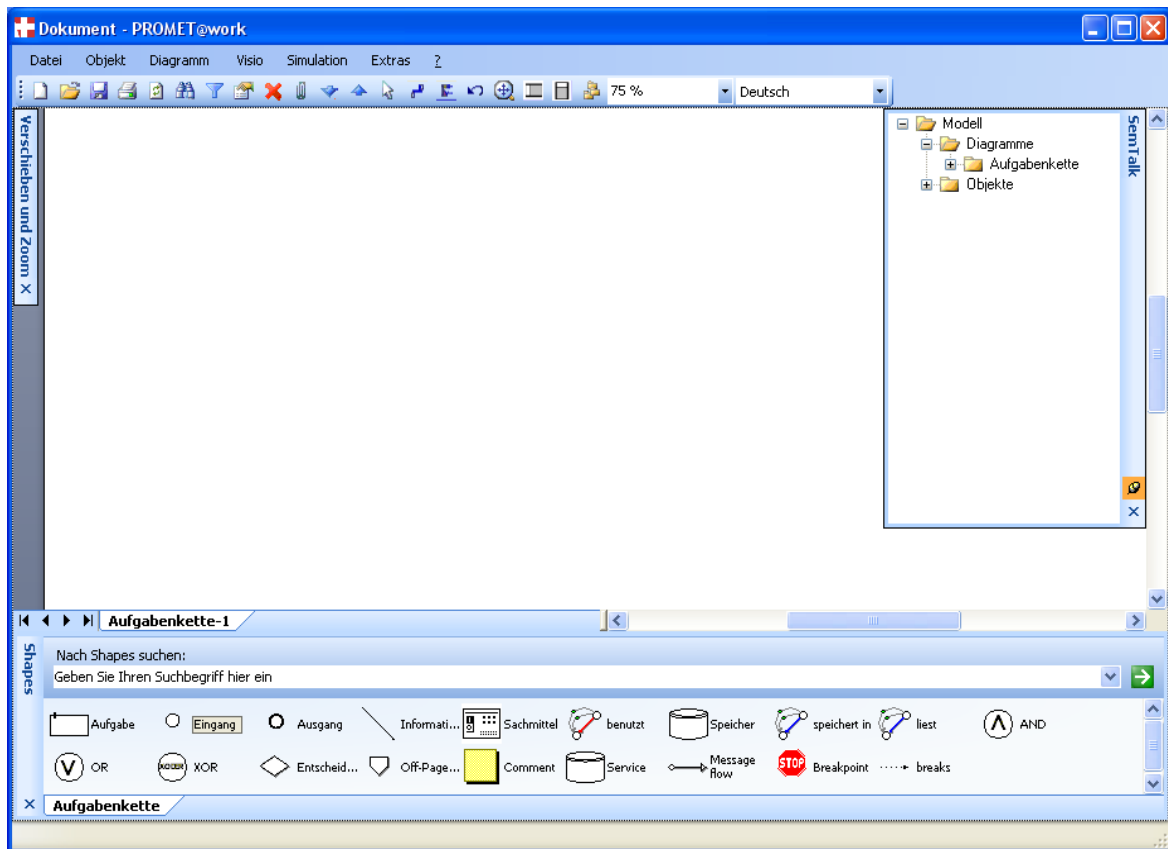 Dokument - PROMET@work
Datei Objekt Diagramm Visio Simulation Extras ?
75 % Deutsch
Verschieben und Zoom
Modell
Diagramme
Aufgabenkette
Objekte
SemTalk
Aufgabenkette-1
Shapes
Nach Shapes suchen:
Geben Sie Ihren Suchbegriff hier ein
Aufgabe Eingang Ausgang Informati... Sachmittel benutzt Speicher speichert in liest AND
OR XOR Entscheid... Off-Page... Comment Service Message flow STOP Breakpoint breaks
Aufgabenkette